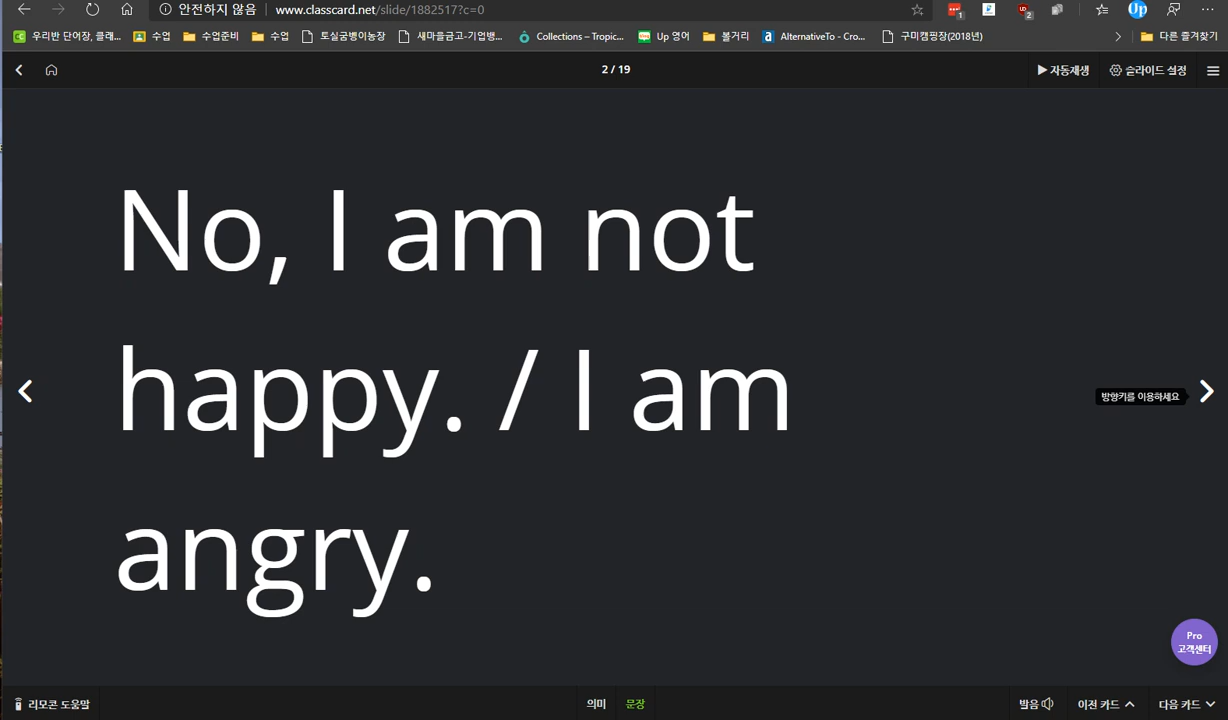 안전하지 않음 www.classcard.net/slide/1882517?c=0
1 2 Up
우리반 단어장, 클래... 수업 수업준비 수업 토실굼벵이농장 새마을금고-기업뱅... Collections – Tropic... Up 영어 볼거리 AlternativeTo - Cro... 구미캠핑장(2018년) 다른 즐겨찾기
2 / 19 자동재생 슬라이드 설정
No, I am not
happy. / I am
angry.
방향키를 이용하세요
Pro
고객센터
리모콘 도움말 의미 문장 발음 이전 카드 다음 카드